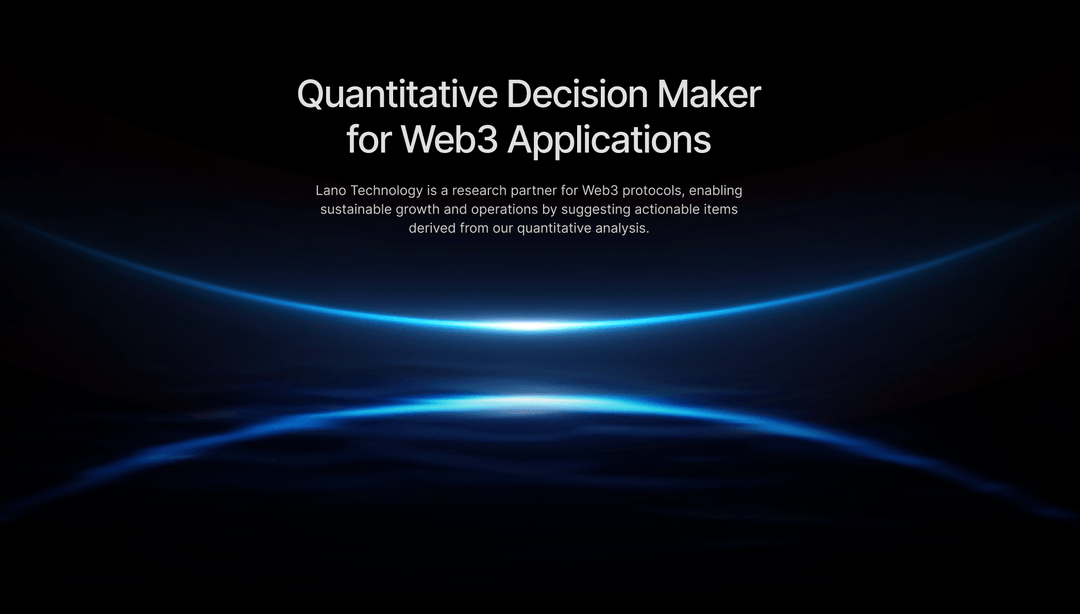 Quantitative Decision Maker
for Web3 Applications
Lano Technology is a research partner for Web3 protocols, enabling
sustainable growth and operations by suggesting actionable items
derived from our quantitative analysis.